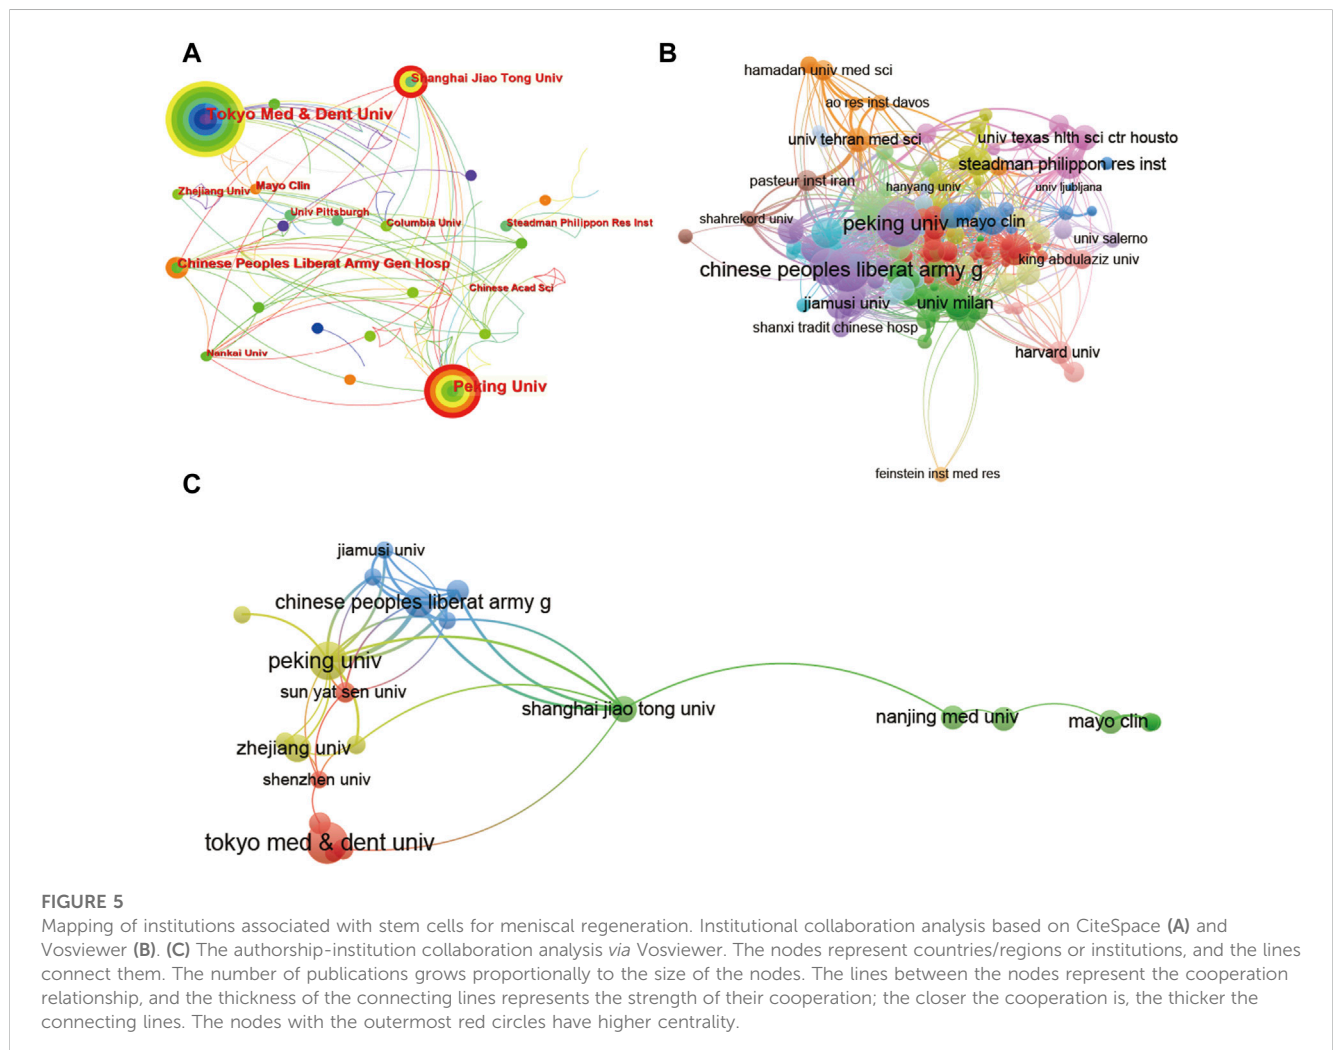 A
Shanghai Jiao Tong Univ
Tokyo Med & Dent Univ
Zhejiang Univ
Mayo Clin
Univ Pittsburgh
Columbia Univ
Steadman Philippon Res Inst
Chinese Peoples Liberat Army Gen Hosp
Chinese Acad Sci
Nankai Univ
Peking Univ
B
hamadan univ med sci
ao res inst davos
univ tehran med sci
univ texas hlth sci ctr housto
steadman philippon res inst
pasteur inst iran
hanyang univ
univ ljubljana
shahrekord univ
peking univ
mayo clin
univ salerno
chinese peoples liberat army g
king abdulaziz univ
jiamusi univ
univ milan
shanxi tradit chinese hosp
harvard univ
feinstein inst med res
C
jiamusi univ
chinese peoples liberat army g
peking univ
sun yat sen univ
shanghai jiao tong univ
nanjing med univ
mayo clin
zhejiang univ
shenzhen univ
tokyo med & dent univ
FIGURE 5
Mapping of institutions associated with stem cells for meniscal regeneration. Institutional collaboration analysis based on CiteSpace (A) and
Vosviewer (B). (C) The authorship-institution collaboration analysis via Vosviewer. The nodes represent countries/regions or institutions, and the lines
connect them. The number of publications grows proportionally to the size of the nodes. The lines between the nodes represent the cooperation
relationship, and the thickness of the connecting lines represents the strength of their cooperation; the closer the cooperation is, the thicker the
connecting lines. The nodes with the outermost red circles have higher centrality.